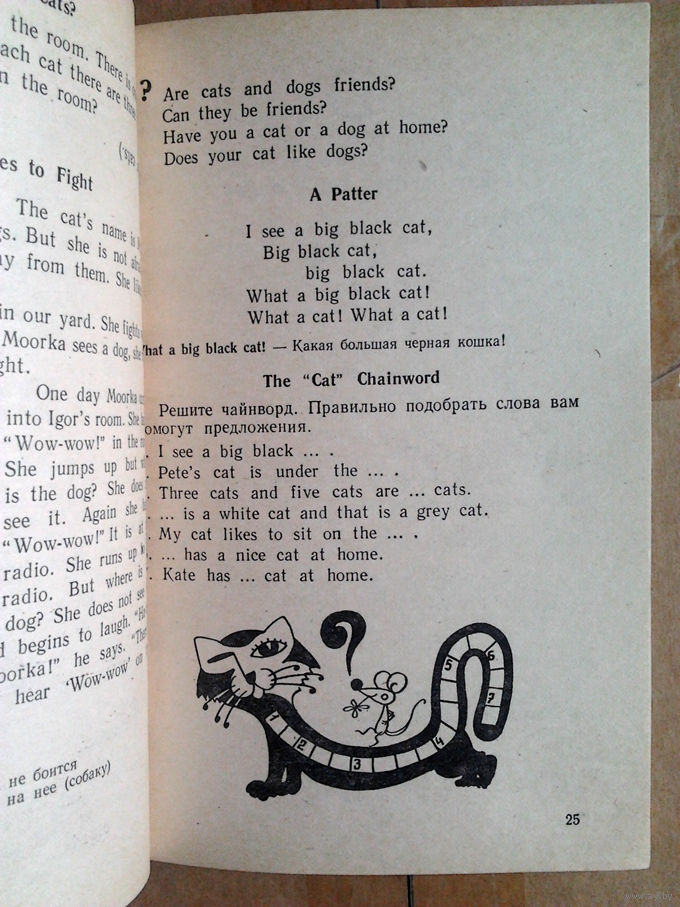 cats?
the room. There is
each cat there are
n the room?
es to Fight
The cat's name is
gs. But she is not
y from them. She
in our yard. She fights
Moorka sees a dog, she
ght.
One day Moorka
into Igor's room. She
"Wow-wow!" in the
She jumps up but
is the dog? She does
see it. Again she
"Wow-wow!" It is
radio. She runs up
radio. But where is
dog? She does not see
d begins to laugh.
oorka!" he says.
hear 'Wow-wow' on
не боится
на нее (собаку)
? Are cats and dogs friends?
Can they be friends?
Have you a cat or a dog at home?
Does your cat like dogs?
A Patter
I see a big black cat,
Big black cat,
big black cat.
What a big black cat!
What a cat! What a cat!
hat a big black cat! — Какая большая черная кошка!
The "Cat" Chainword
Решите чайнворд. Правильно подобрать слова вам
омогут предложения.
. I see a big black ... .
. Pete's cat is under the ... .
. Three cats and five cats are ... cats.
. ... is a white cat and that is a grey cat.
. My cat likes to sit on the ... .
. ... has a nice cat at home.
. Kate has ... cat at home.
?
1
2
3
4
5
6
7
25